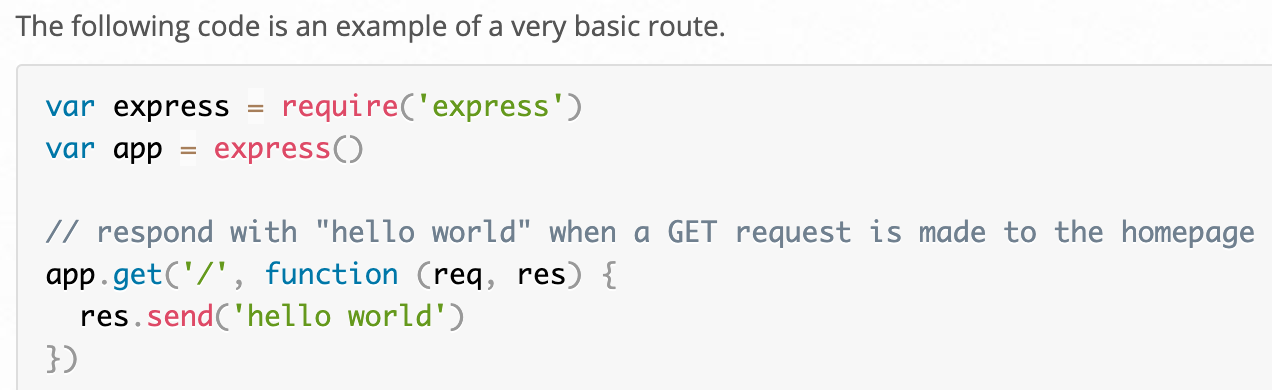 The following code is an example of a very basic route.
var express = require('express')
var app = express()
// respond with "hello world" when a GET request is made to the homepage
app.get('/', function (req, res) {
  res.send('hello world')
})